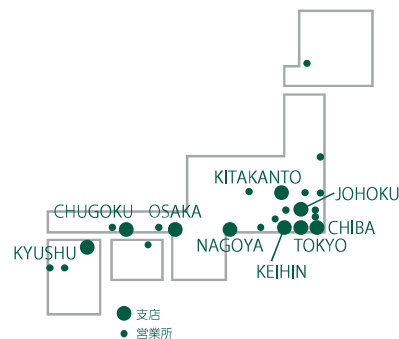 KITAKANTO
JOHOKU
CHUGOKU
OSAKA
CHIBA
KYUSHU
NAGOYA
TOKYO
KEIHIN
支店
営業所